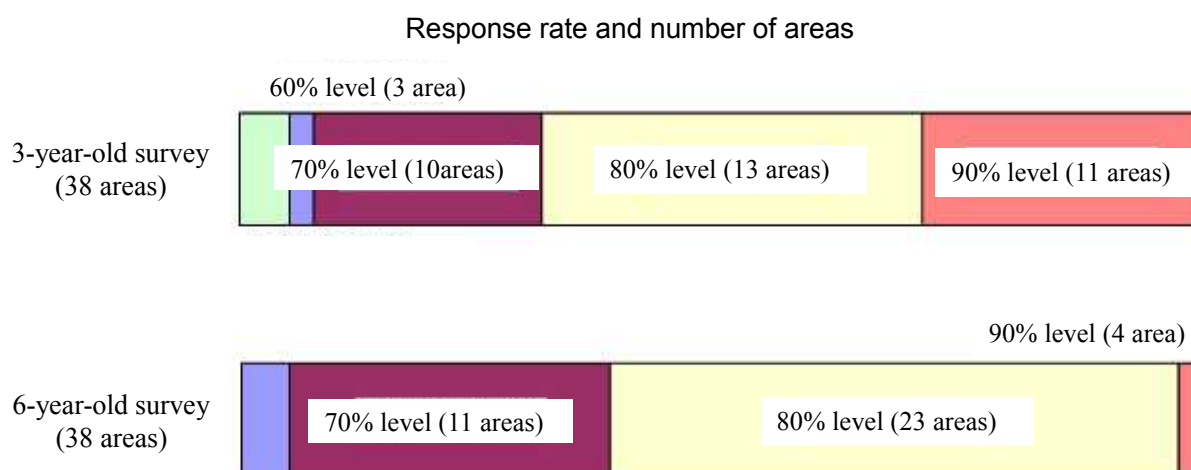 Response rate and number of areas
60% level (3 area)
3-year-old survey
(38 areas)
70% level (10areas)
80% level (13 areas)
90% level (11 areas)
90% level (4 area)
6-year-old survey
(38 areas)
70% level (11 areas)
80% level (23 areas)